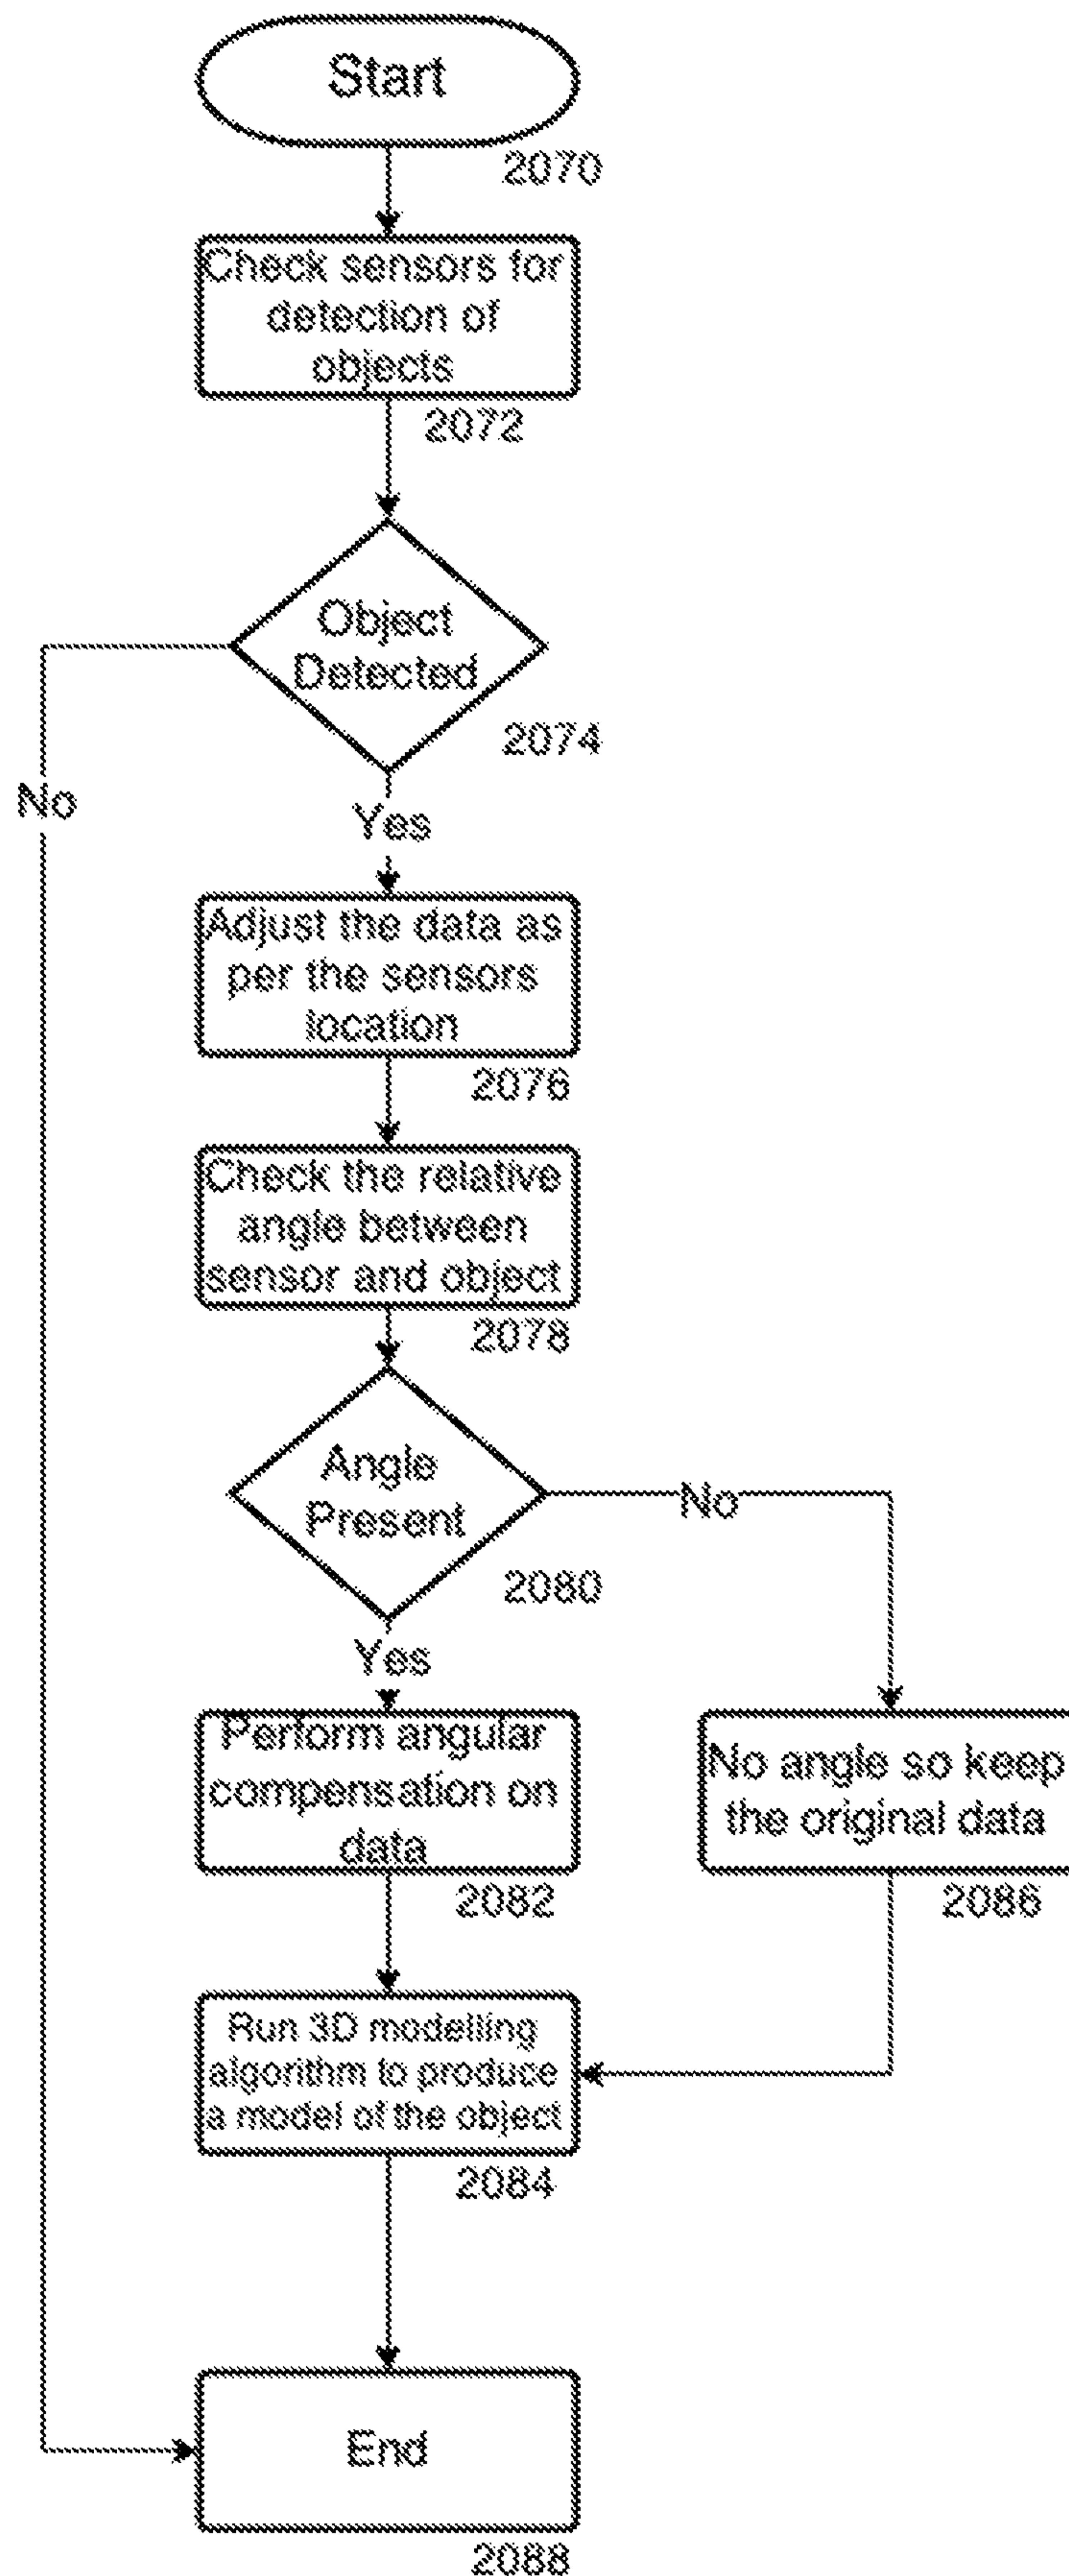 Start
2070
Check sensors for
detection of
objects
2072
Object
Detected
2074
No
Yes
Adjust the data as
per the sensors
location
2076
Check the relative
angle between
sensor and object
2078
Angle
Present
No
2080
Yes
Perform angular
compensation on
data
2082
No angle so keep
the original data
2086
Run 3D modelling
algorithm to produce
a model of the object
2084
End
2088